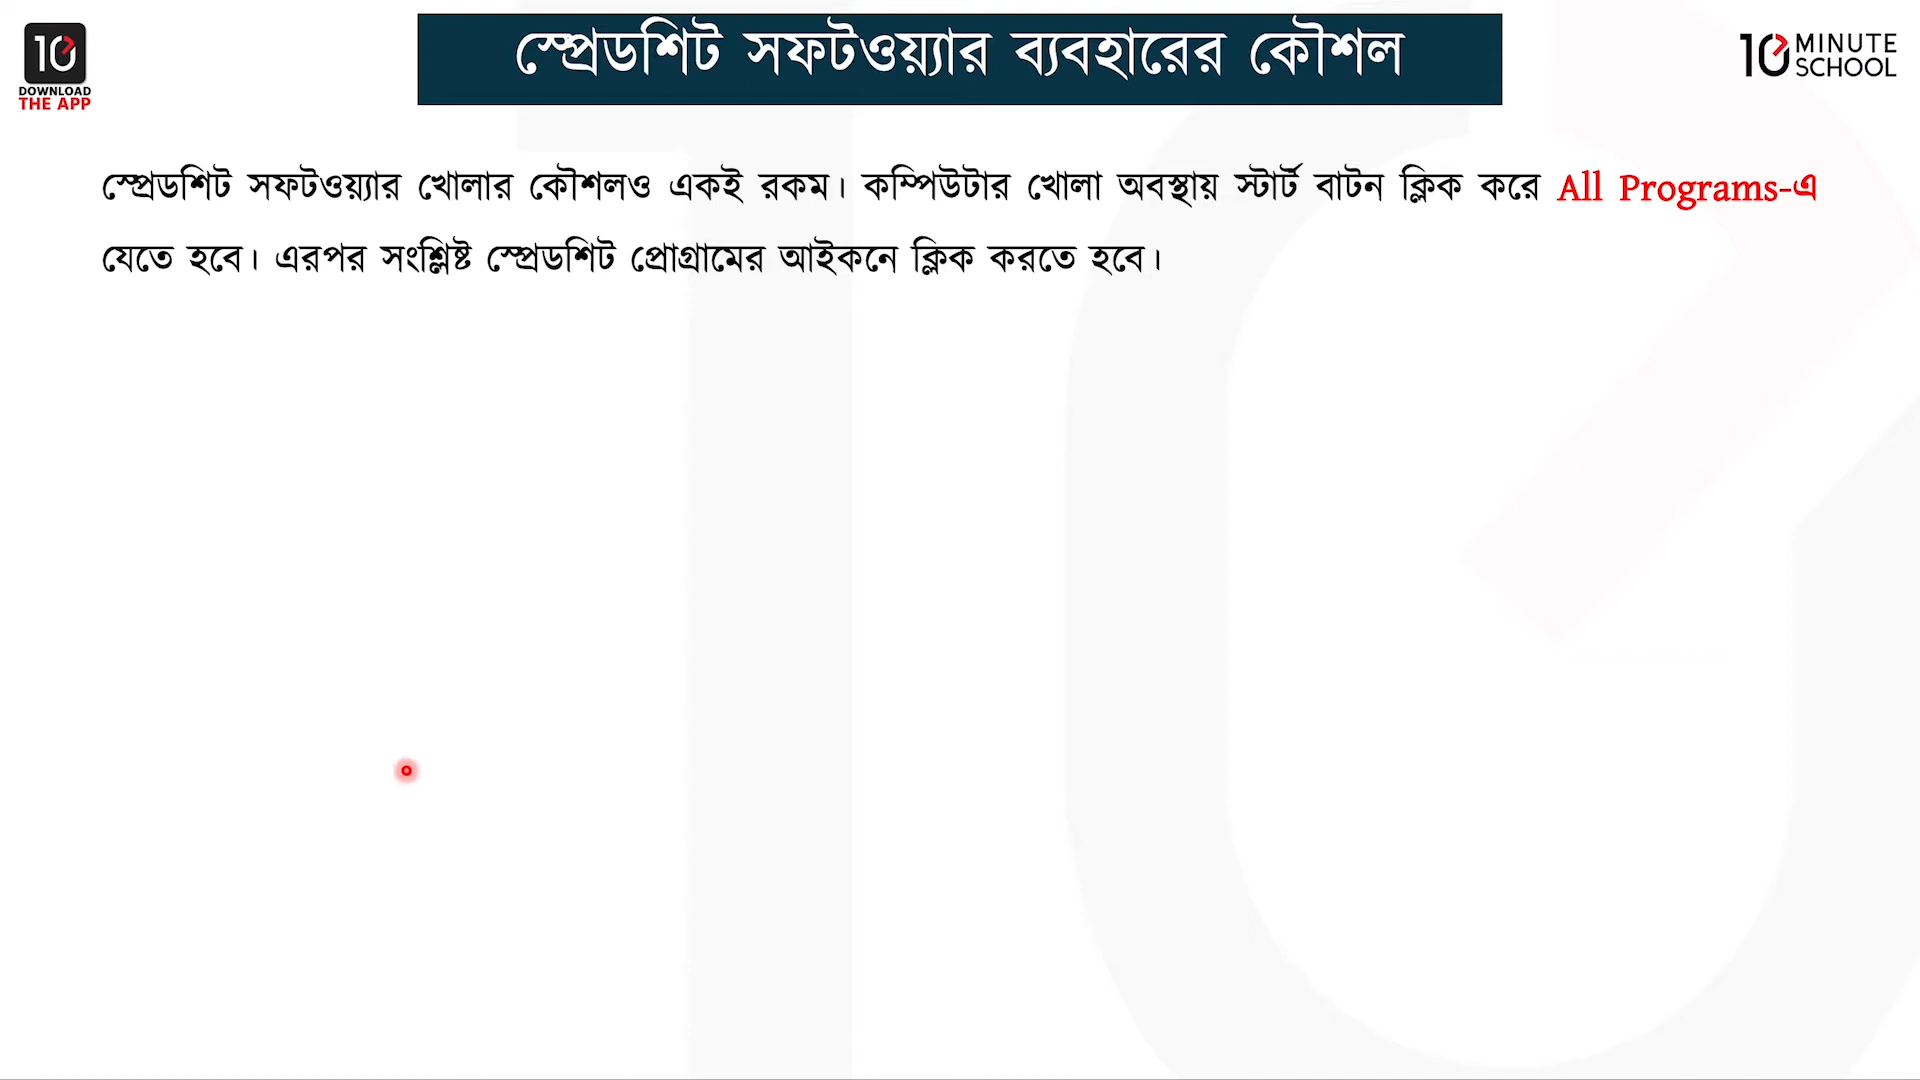 স্প্রেডশিট সফটওয়্যার ব্যবহারের কৌশল
10
DOWNLOAD
THE APP
10 MINUTE
SCHOOL
স্প্রেডশিট সফটওয়্যার খোলার কৌশলও একই রকম। কম্পিউটার খোলা অবস্থায় স্টার্ট বাটন ক্লিক করে All Programs-এ
যেতে হবে। এরপর সংশ্লিষ্ট স্প্রেডশিট প্রোগ্রামের আইকনে ক্লিক করতে হবে।